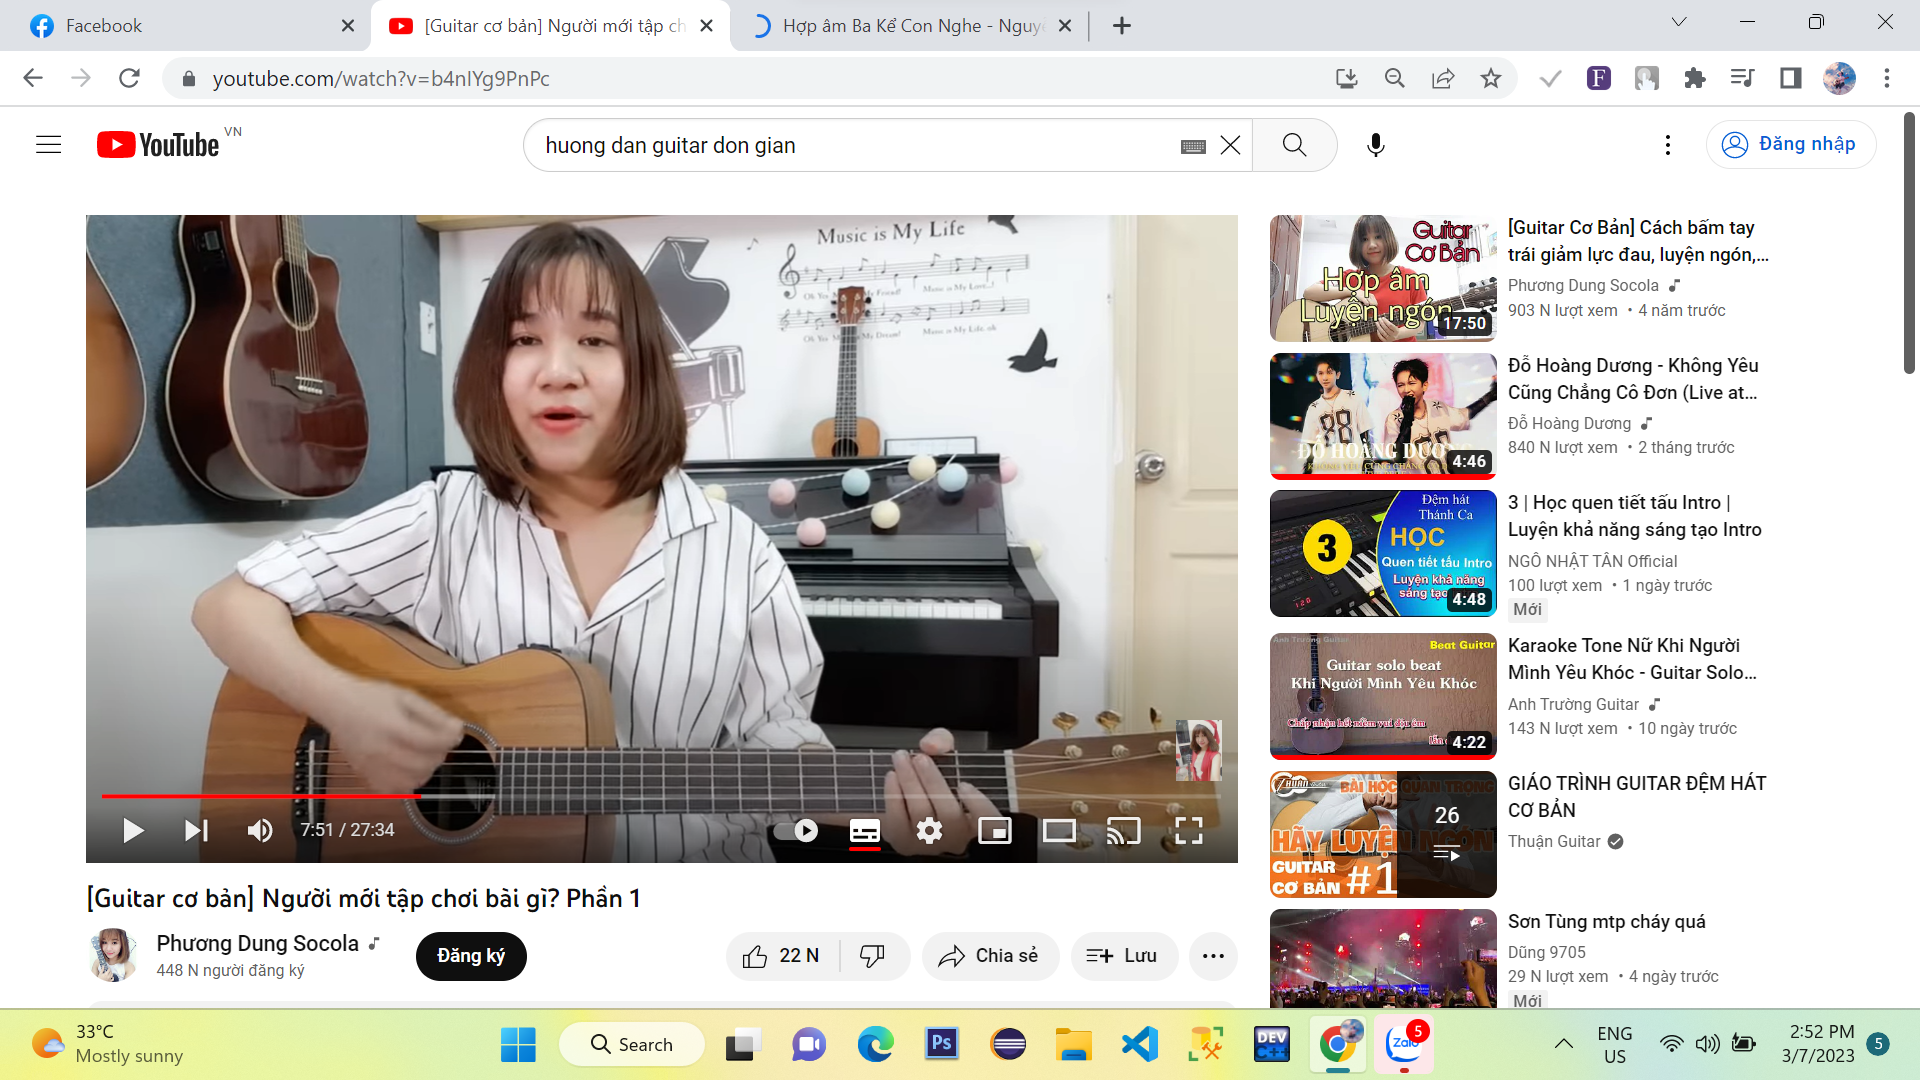 Facebook
[Guitar cơ bản] Người mới tập ch
Hợp âm Ba Kể Con Nghe - Nguyễ
youtube.com/watch?v=b4nIYg9PnPc
YouTube VN
huong dan guitar don gian
Đăng nhập
Music is My Life
7:51 / 27:34
[Guitar cơ bản] Người mới tập chơi bài gì? Phần 1
Phương Dung Socola
448 N người đăng ký
Đăng ký
22 N
Chia sẻ
Lưu
Guitar
Cơ Bản
Hợp âm
Luyện ngón
17:50
[Guitar Cơ Bản] Cách bấm tay
trái giảm lực đau, luyện ngón,...
Phương Dung Socola
903 N lượt xem • 4 năm trước
4:46
Đỗ Hoàng Dương - Không Yêu
Cũng Chẳng Cô Đơn (Live at...
Đỗ Hoàng Dương
840 N lượt xem • 2 tháng trước
Đệm hát
Thánh Ca
3
HỌC
Quen tiết tấu Intro
Luyện khả năng
4:48
3 | Học quen tiết tấu Intro |
Luyện khả năng sáng tạo Intro
NGÔ NHẬT TÂN Official
100 lượt xem • 1 ngày trước
Mới
Anh Trường Guitar
Beat Guitar
Guitar solo beat
Khi Người Mình Yêu Khóc
4:22
Karaoke Tone Nữ Khi Người
Mình Yêu Khóc - Guitar Solo...
Anh Trường Guitar
143 N lượt xem • 10 ngày trước
BÀI HỌC QUAN TRỌNG
HÃY LUYỆN NGÓN
GUITAR
CƠ BẢN #1
26
GIÁO TRÌNH GUITAR ĐỆM HÁT
CƠ BẢN
Thuận Guitar
Sơn Tùng mtp cháy quá
Dũng 9705
29 N lượt xem • 4 ngày trước
Mới
33°C
Mostly sunny
Search
Ps
DEV
C++
Zalo
5
ENG
US
2:52 PM
3/7/2023
5